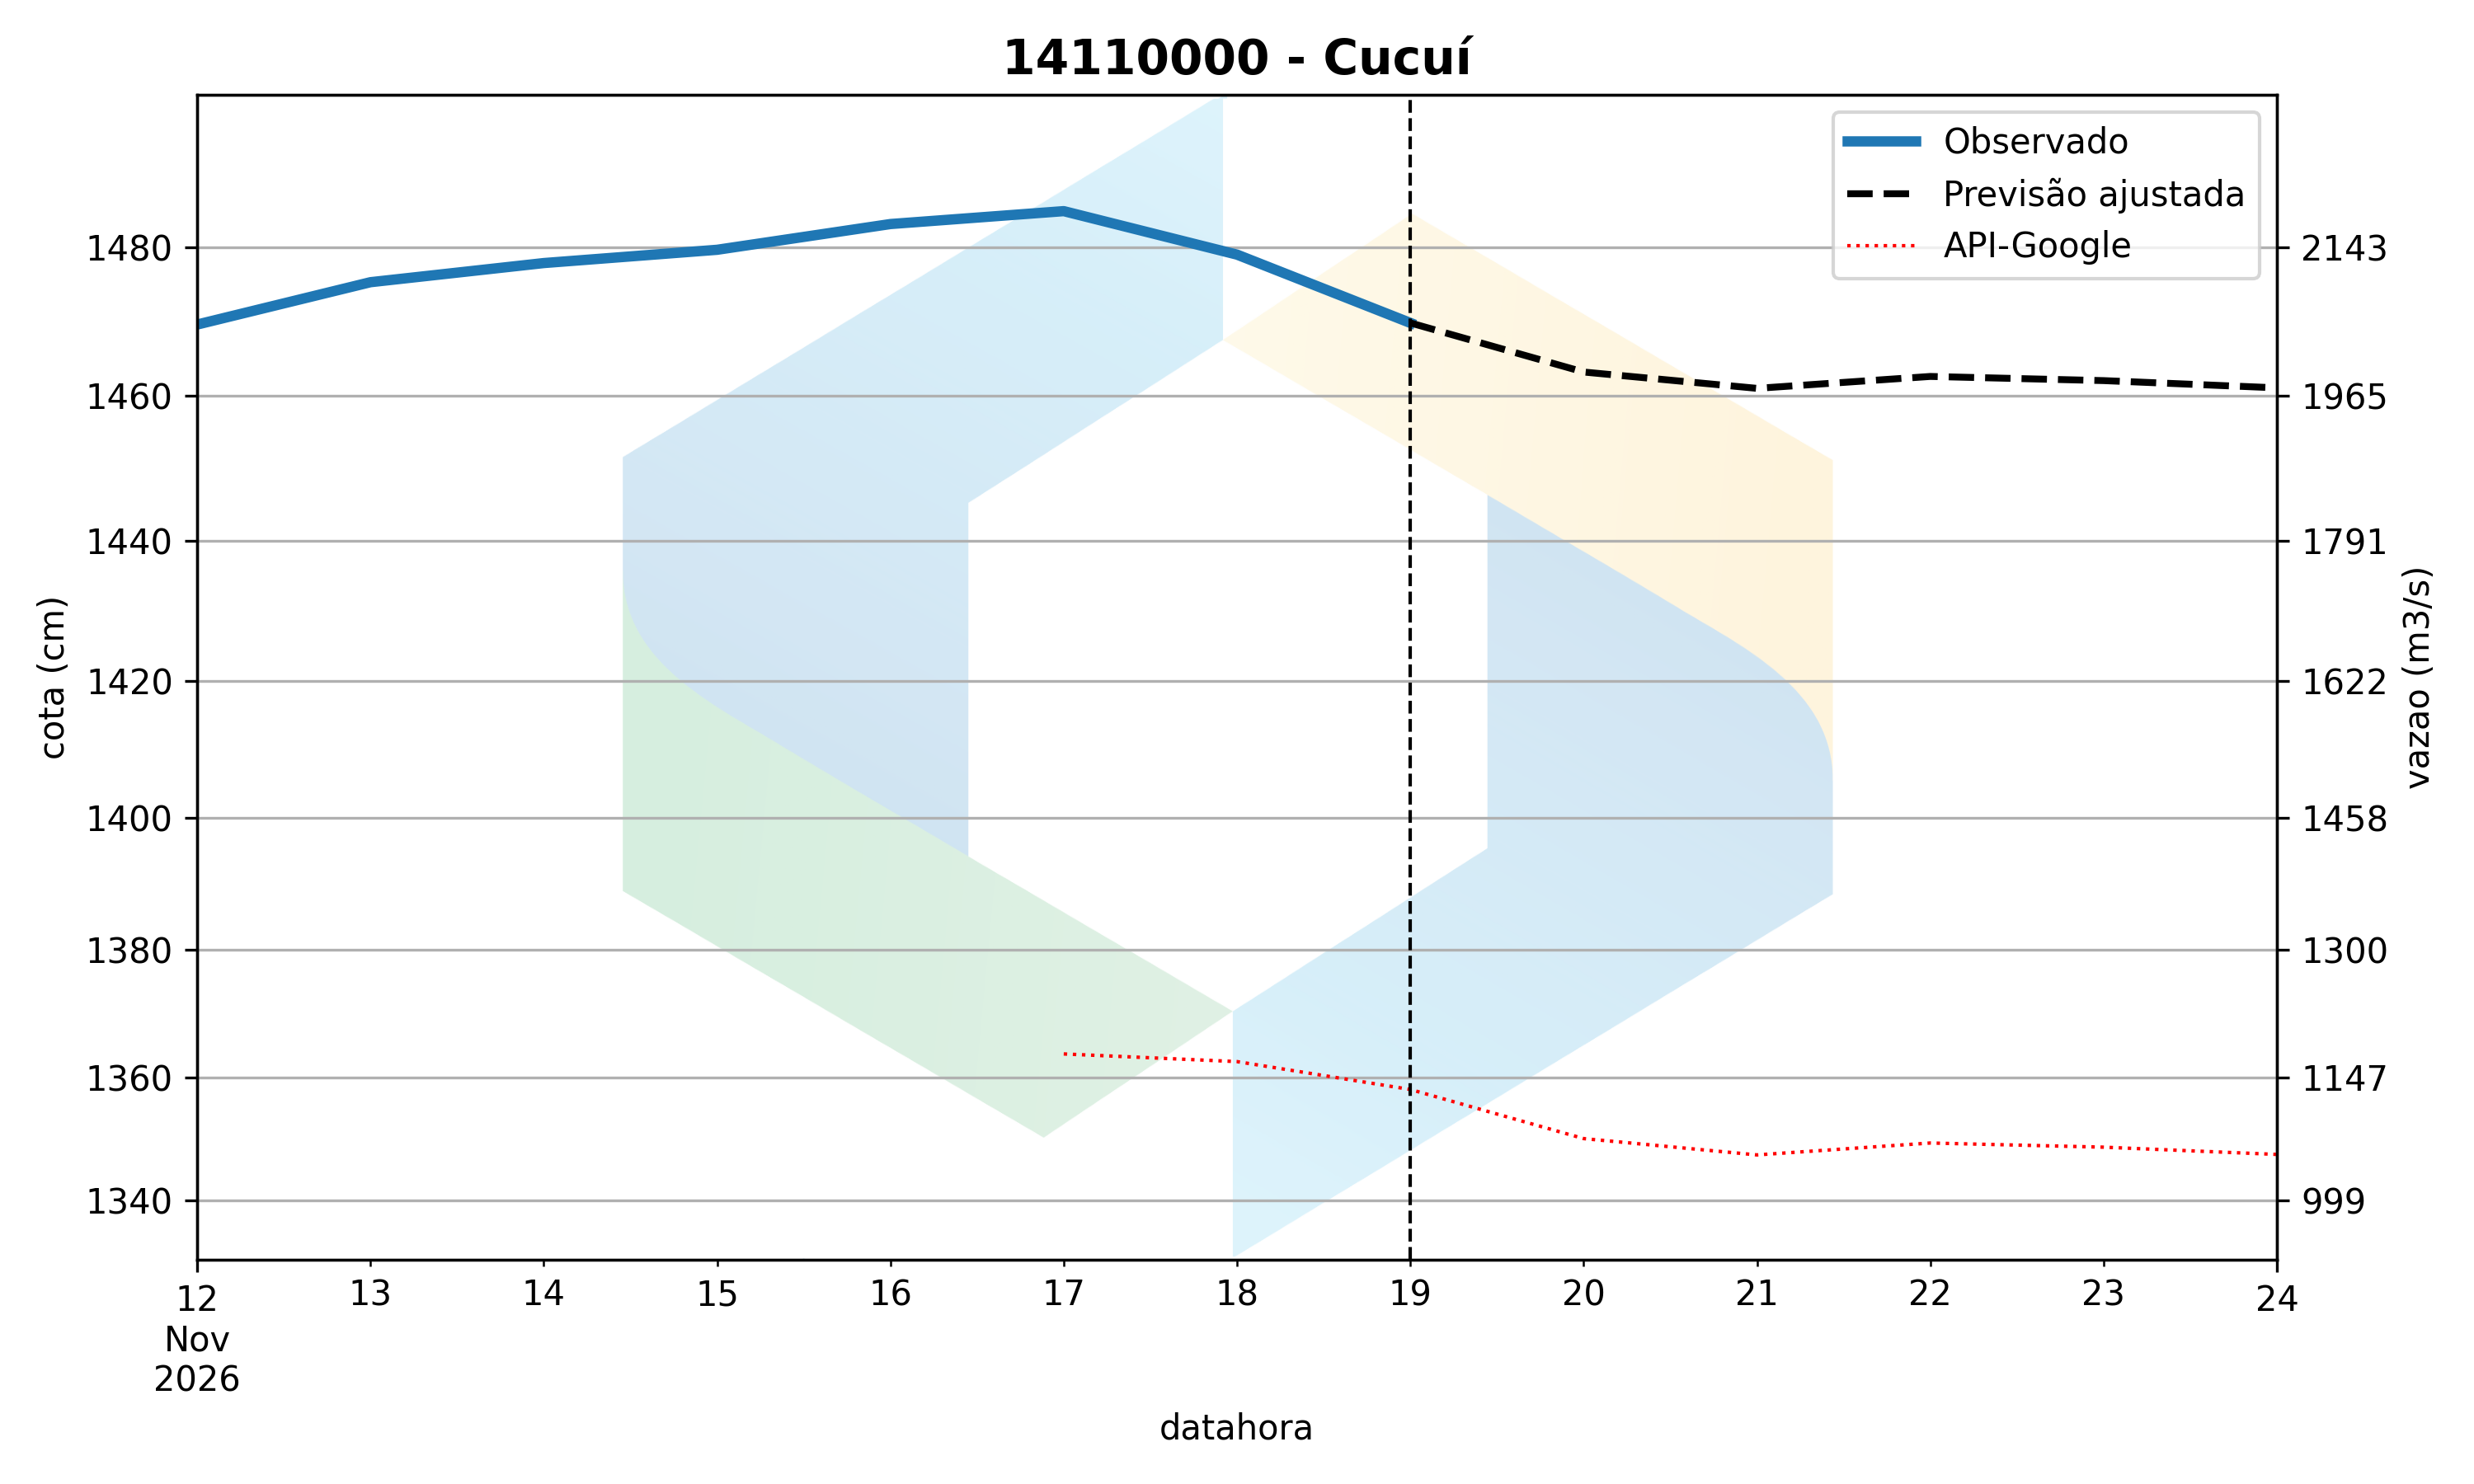 14110000 - Cucuí
Observado
Previsão ajustada
API-Google
1480
1460
1440
1420
1400
1380
1360
1340
cota (cm)
2143
1965
1791
1622
1458
1300
1147
999
vazao (m3/s)
12 13 14 15 16 17 18 19 20 21 22 23 24
Nov
2026
datahora